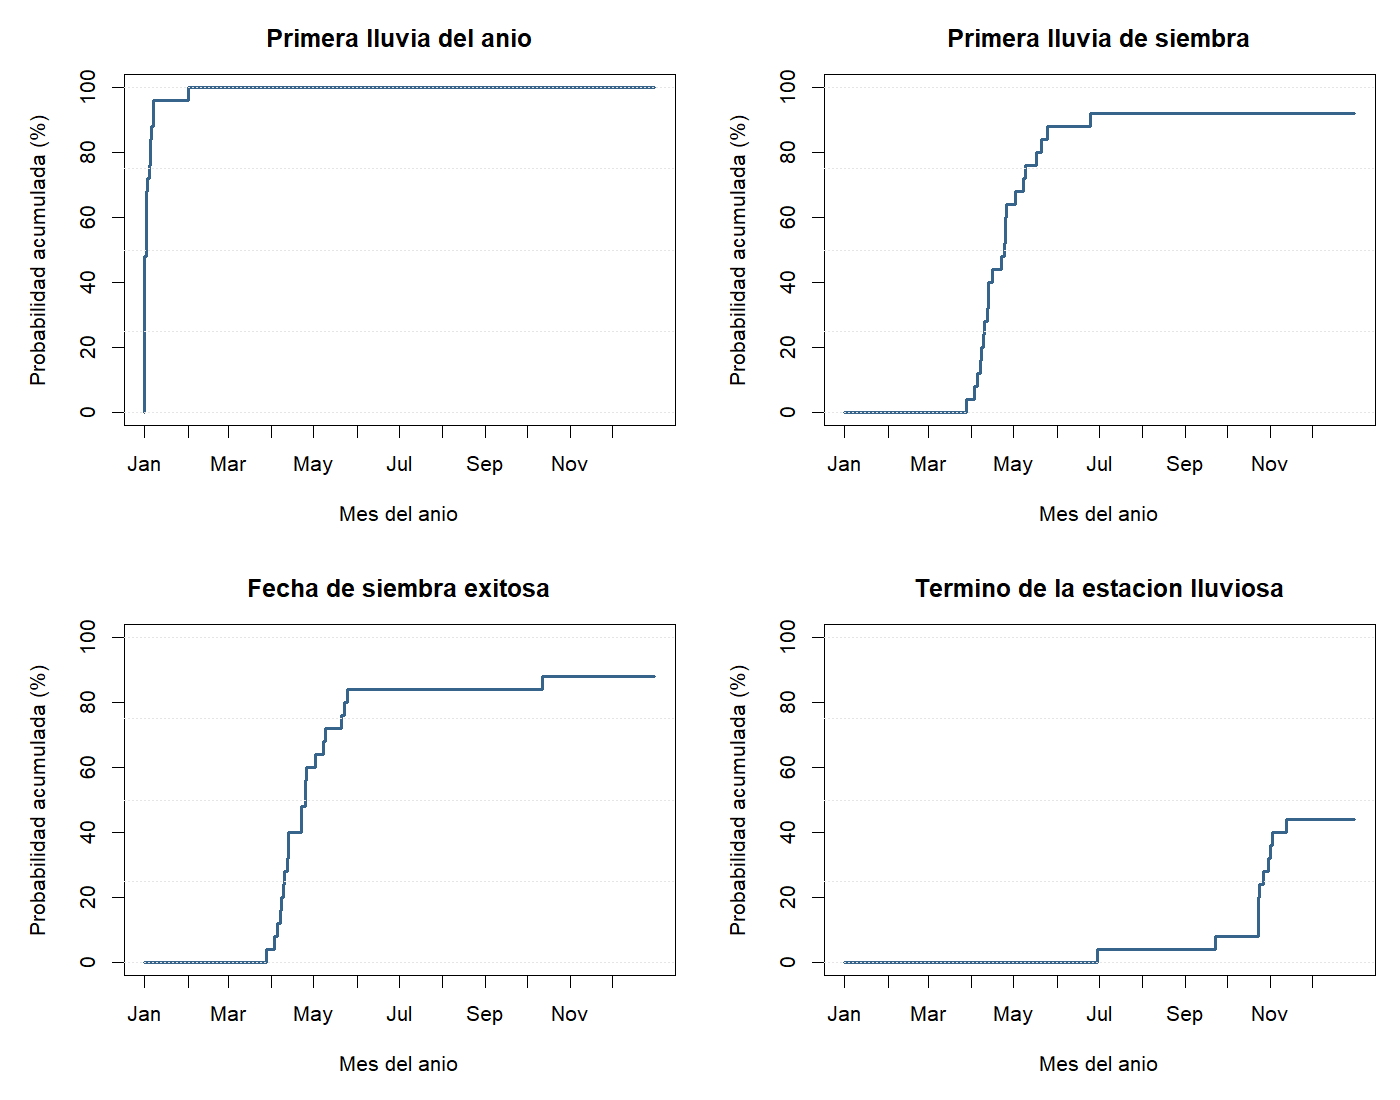 Primera lluvia del anio
Probabilidad acumulada (%)
100
80
60
40
20
0
Jan Mar May Jul Sep Nov
Mes del anio
Primera lluvia de siembra
Probabilidad acumulada (%)
100
80
60
40
20
0
Jan Mar May Jul Sep Nov
Mes del anio
Fecha de siembra exitosa
Probabilidad acumulada (%)
100
80
60
40
20
0
Jan Mar May Jul Sep Nov
Mes del anio
Termino de la estacion lluviosa
Probabilidad acumulada (%)
100
80
60
40
20
0
Jan Mar May Jul Sep Nov
Mes del anio